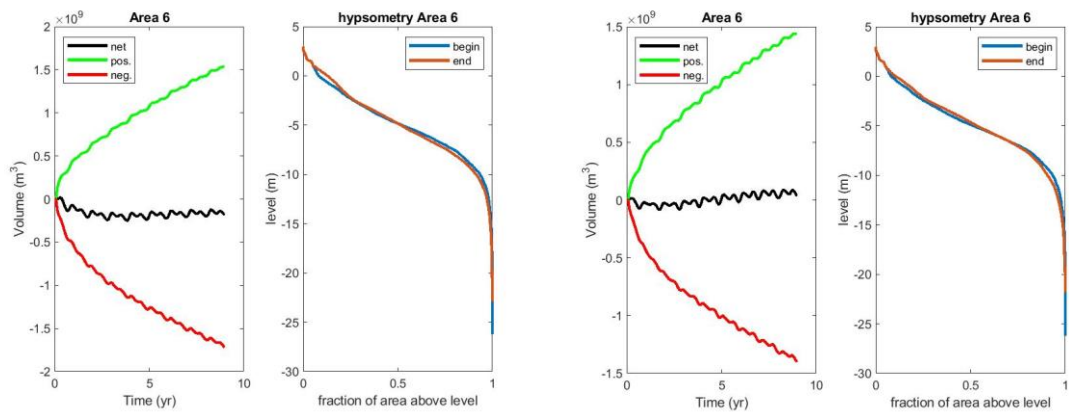 Area 6
×10⁹
2
1.5
1
0.5
0
-0.5
-1
-1.5
-2
Volume (m³)
net
pos.
neg.
0
5
10
Time (yr)
hypsometry Area 6
5
0
-5
-10
-15
-20
-25
-30
level (m)
begin
end
0
0.5
1
fraction of area above level
Area 6
×10⁹
1.5
1
0.5
0
-0.5
-1
-1.5
Volume (m³)
net
pos.
neg.
0
5
10
Time (yr)
hypsometry Area 6
5
0
-5
-10
-15
-20
-25
-30
level (m)
begin
end
0
0.5
1
fraction of area above level